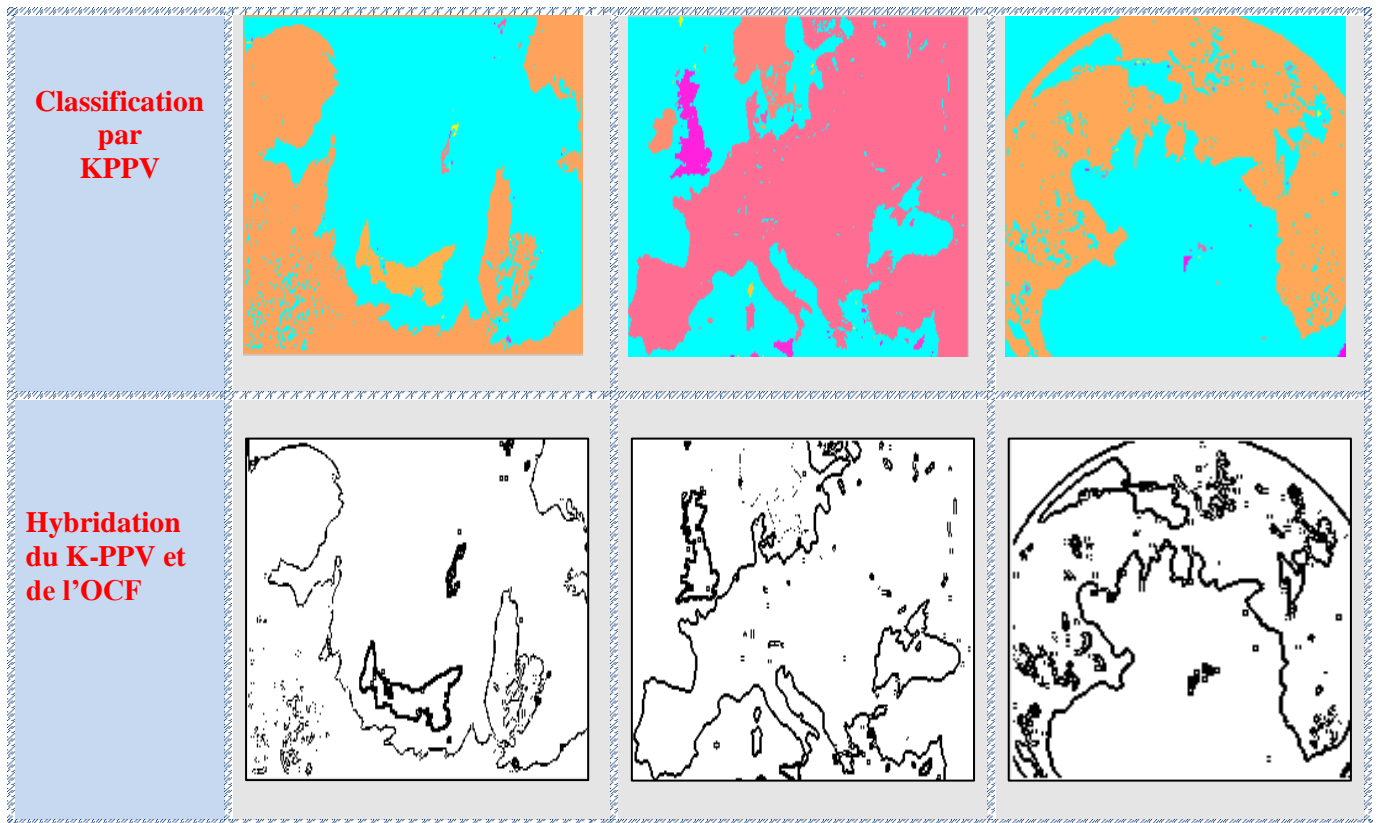 Classification
par
KPPV
Hybridation
du K-PPV et
de l’OCF